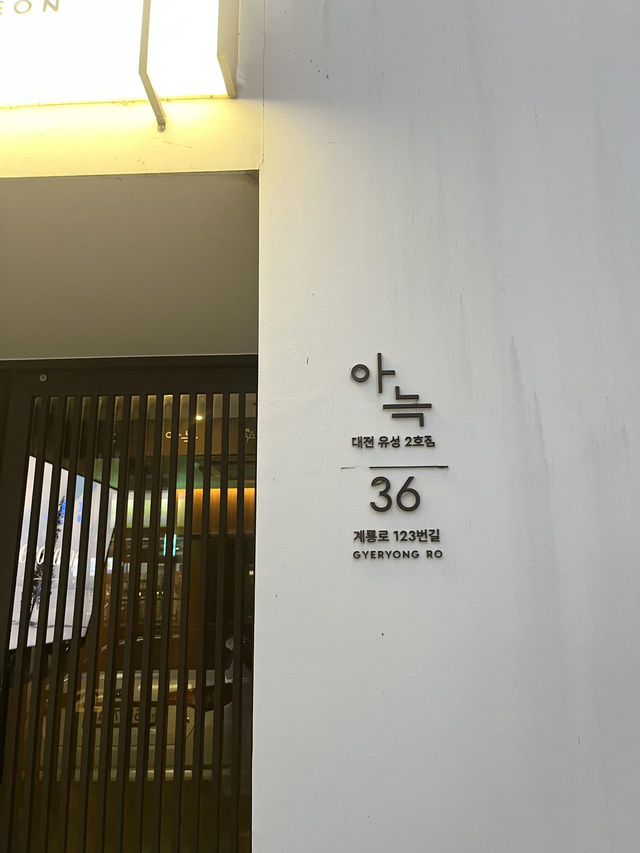 EON
아늑
대전 유성 2호점
36
계룡로 123번길
GYERYONG RO